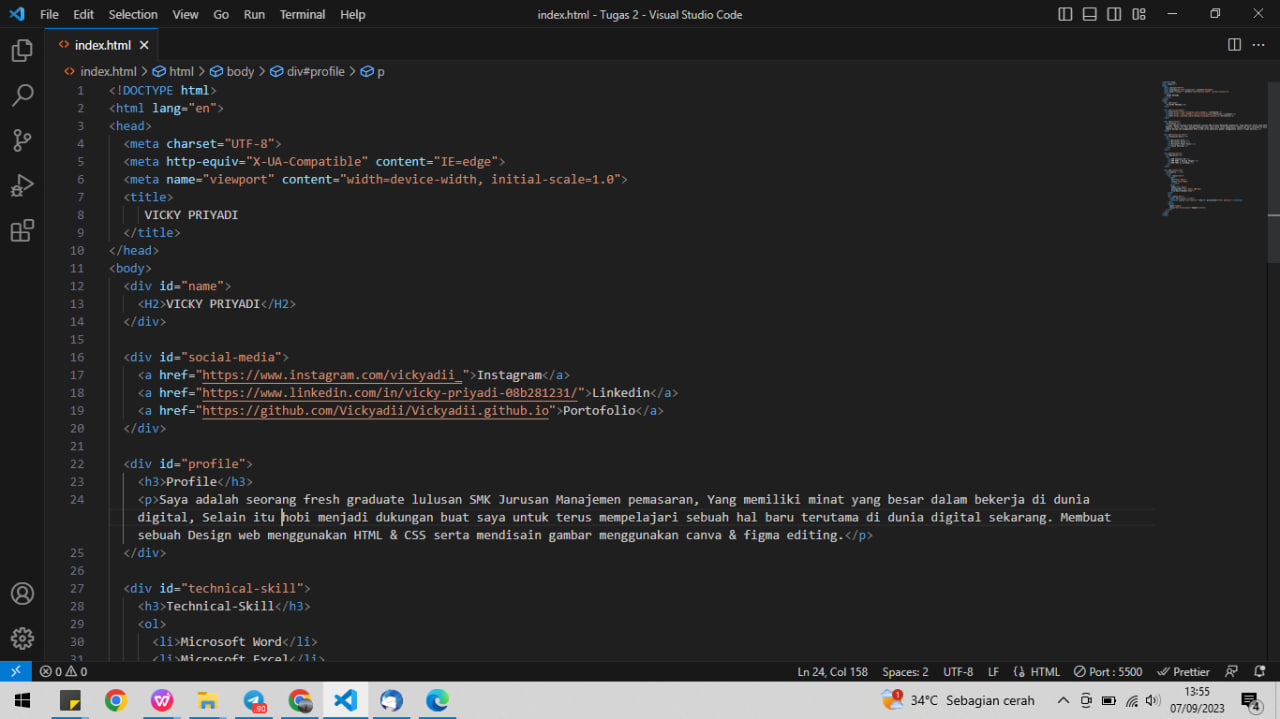 File Edit Selection View Go Run Terminal Help index.html - Tugas 2 - Visual Studio Code
index.html
index.html > html > body > div#profile > p
1 <!DOCTYPE html>
2 <html lang="en">
3 <head>
4 <meta charset="UTF-8">
5 <meta http-equiv="X-UA-Compatible" content="IE=edge">
6 <meta name="viewport" content="width=device-width, initial-scale=1.0">
7 <title>
8 VICKY PRIYADI
9 </title>
10 </head>
11 <body>
12 <div id="name">
13 <H2>VICKY PRIYADI</H2>
14 </div>
15
16 <div id="social-media">
17 <a href="https://www.instagram.com/vickyadii_">Instagram</a>
18 <a href="https://www.linkedin.com/in/vicky-priyadi-08b281231/">Linkedin</a>
19 <a href="https://github.com/Vickyadii/Vickyadii.github.io">Portofolio</a>
20 </div>
21
22 <div id="profile">
23 <h3>Profile</h3>
24 <p>Saya adalah seorang fresh graduate lulusan SMK Jurusan Manajemen pemasaran, Yang memiliki minat yang besar dalam bekerja di dunia
digital, Selain itu hobi menjadi dukungan buat saya untuk terus mempelajari sebuah hal baru terutama di dunia digital sekarang. Membuat
sebuah Design web menggunakan HTML & CSS serta mendisain gambar menggunakan canva & figma editing.</p>
25 </div>
26
27 <div id="technical-skill">
28 <h3>Technical-Skill</h3>
29 <ol>
30 <li>Microsoft Word</li>
31 <li>Microsoft Excel</li>
0 0 Ln 24, Col 158 Spaces: 2 UTF-8 LF HTML Port : 5500 Prettier
.90 1 34°C Sebagian cerah 13:55
07/09/2023 4